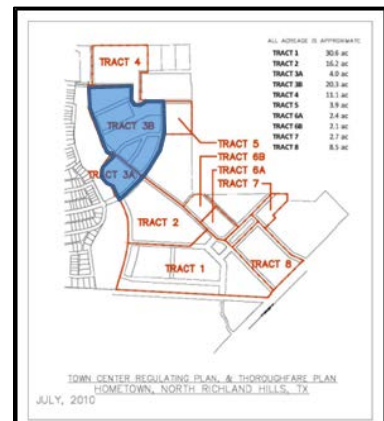 ALL ACREAGE IS APPROXIMATE
TRACT 1 30.6 ac
TRACT 2 16.2 ac
TRACT 3A 4.0 ac
TRACT 3B 20.3 ac
TRACT 4 11.1 ac
TRACT 5 3.9 ac
TRACT 6A 2.4 ac
TRACT 6B 2.1 ac
TRACT 7 2.7 ac
TRACT 8 8.5 ac
TRACT 4
TRACT 3B
TRACT 5
TRACT 6B
TRACT 6A
TRACT 3A
TRACT 7
TRACT 2
TRACT 1
TRACT 8
TOWN CENTER REGULATING PLAN, & THOROUGHFARE PLAN
HOMETOWN, NORTH RICHLAND HILLS, TX
JULY, 2010